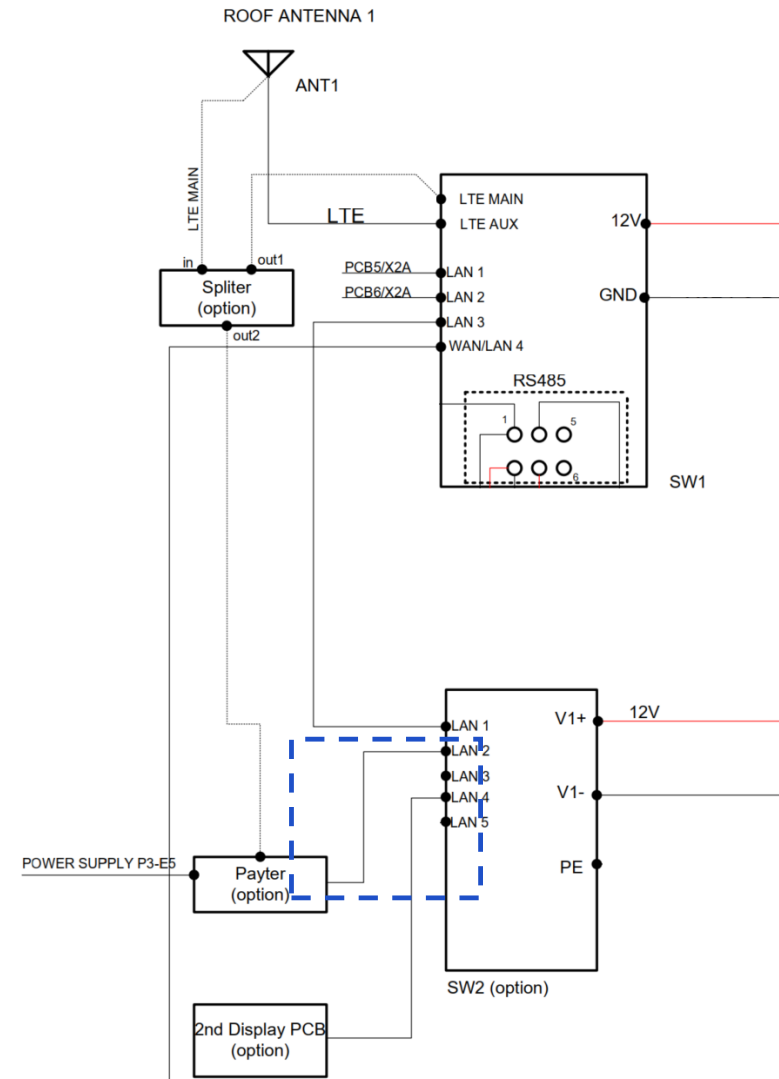 ROOF ANTENNA 1
ANT1
LTE MAIN
LTE
LTE MAIN
LTE AUX
12V
in
out1
Spliter
(option)
out2
PCB5/X2A
LAN 1
PCB6/X2A
LAN 2
GND
LAN 3
WAN/LAN 4
RS485
1
5
6
SW1
LAN 1
V1+
12V
LAN 2
LAN 3
LAN 4
V1-
LAN 5
POWER SUPPLY P3-E5
Payter
(option)
PE
SW2 (option)
2nd Display PCB
(option)